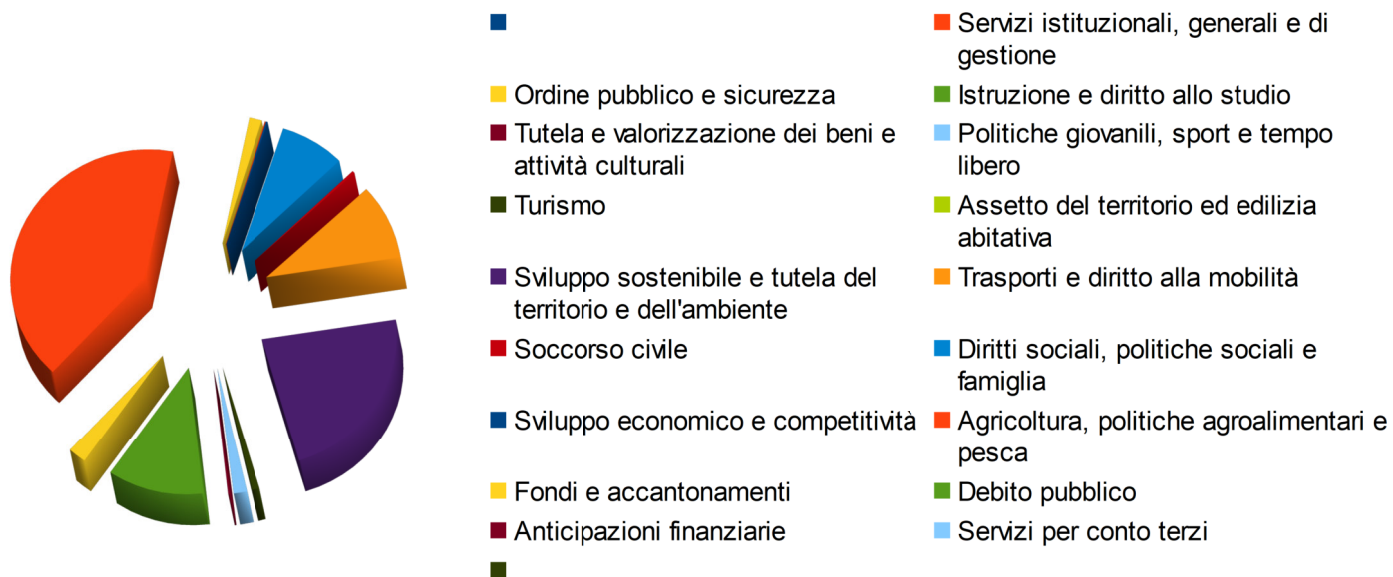 Servizi istituzionali, generali e di
gestione
Ordine pubblico e sicurezza
Istruzione e diritto allo studio
Tutela e valorizzazione dei beni e
attività culturali
Politiche giovanili, sport e tempo
libero
Turismo
Assetto del territorio ed edilizia
abitativa
Sviluppo sostenibile e tutela del
territorio e dell'ambiente
Trasporti e diritto alla mobilità
Soccorso civile
Diritti sociali, politiche sociali e
famiglia
Sviluppo economico e competitività
Agricoltura, politiche agroalimentari e
pesca
Fondi e accantonamenti
Debito pubblico
Anticipazioni finanziarie
Servizi per conto terzi